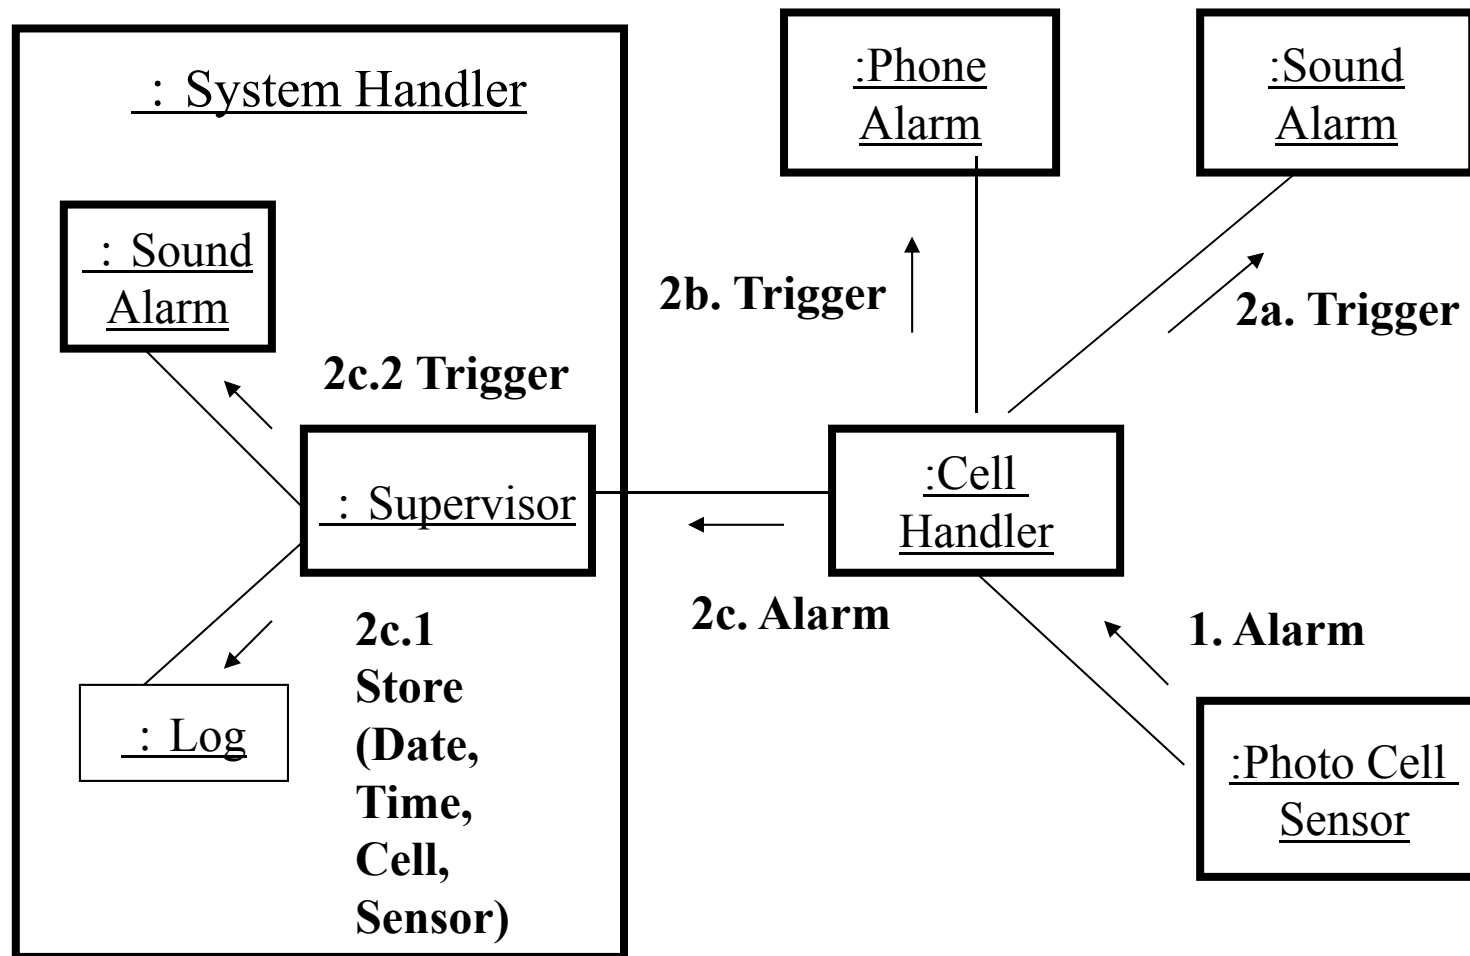 : System Handler
:Phone
Alarm
:Sound
Alarm
: Sound
Alarm
2b. Trigger
2a. Trigger
2c.2 Trigger
: Supervisor
:Cell
Handler
2c. Alarm
1. Alarm
2c.1
Store
(Date,
Time,
Cell,
Sensor)
: Log
:Photo Cell
Sensor